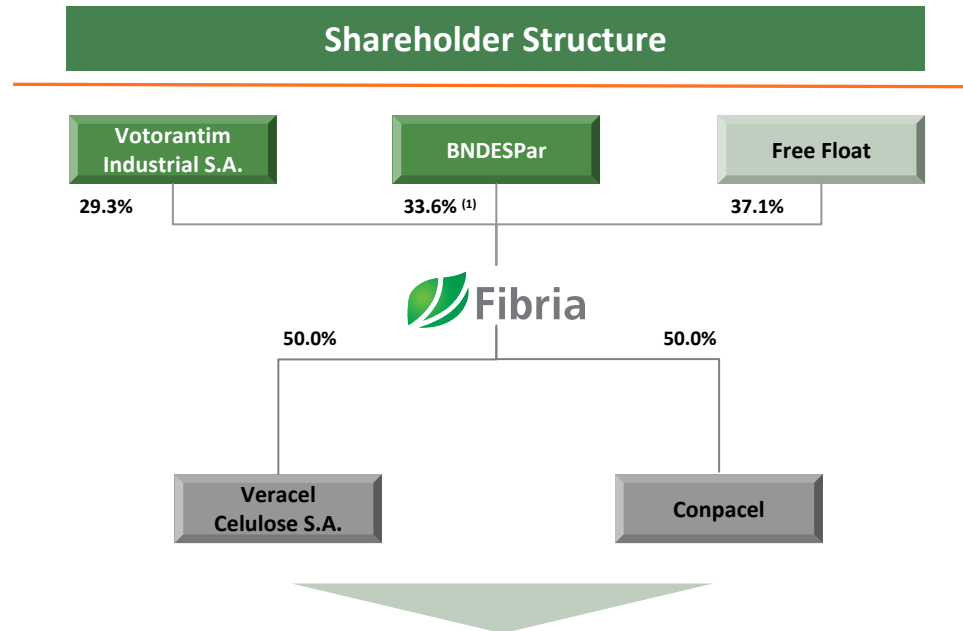 Shareholder Structure
Votorantim
Industrial S.A.
BNDESPar
Free Float
29.3%
33.6% (1)
37.1%
Fibria
50.0%
50.0%
Veracel
Celulose S.A.
Conpacel